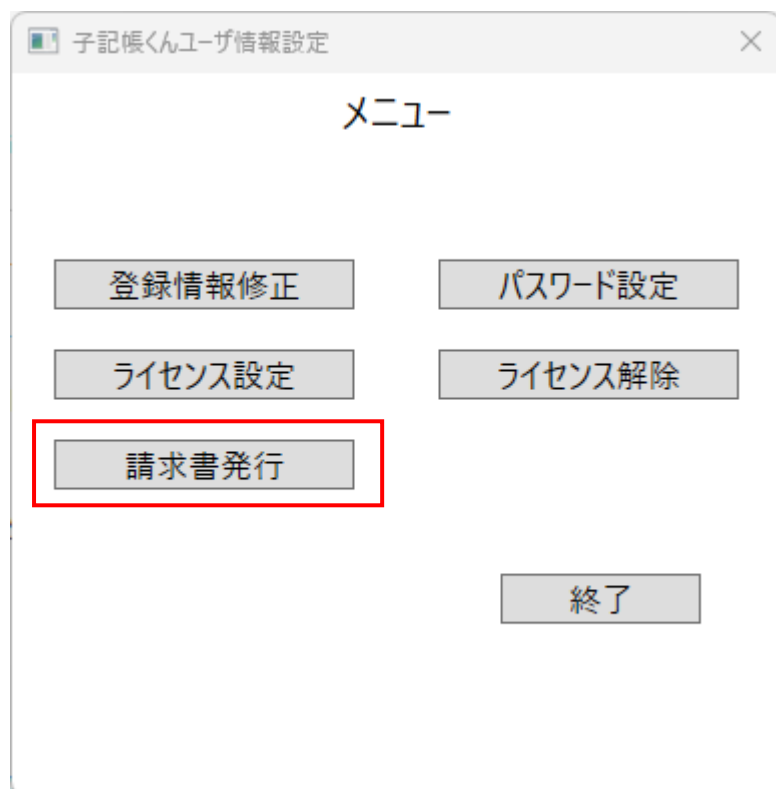 子記帳くんユーザ情報設定
メニュー
登録情報修正 パスワード設定
ライセンス設定 ライセンス解除
請求書発行
終了